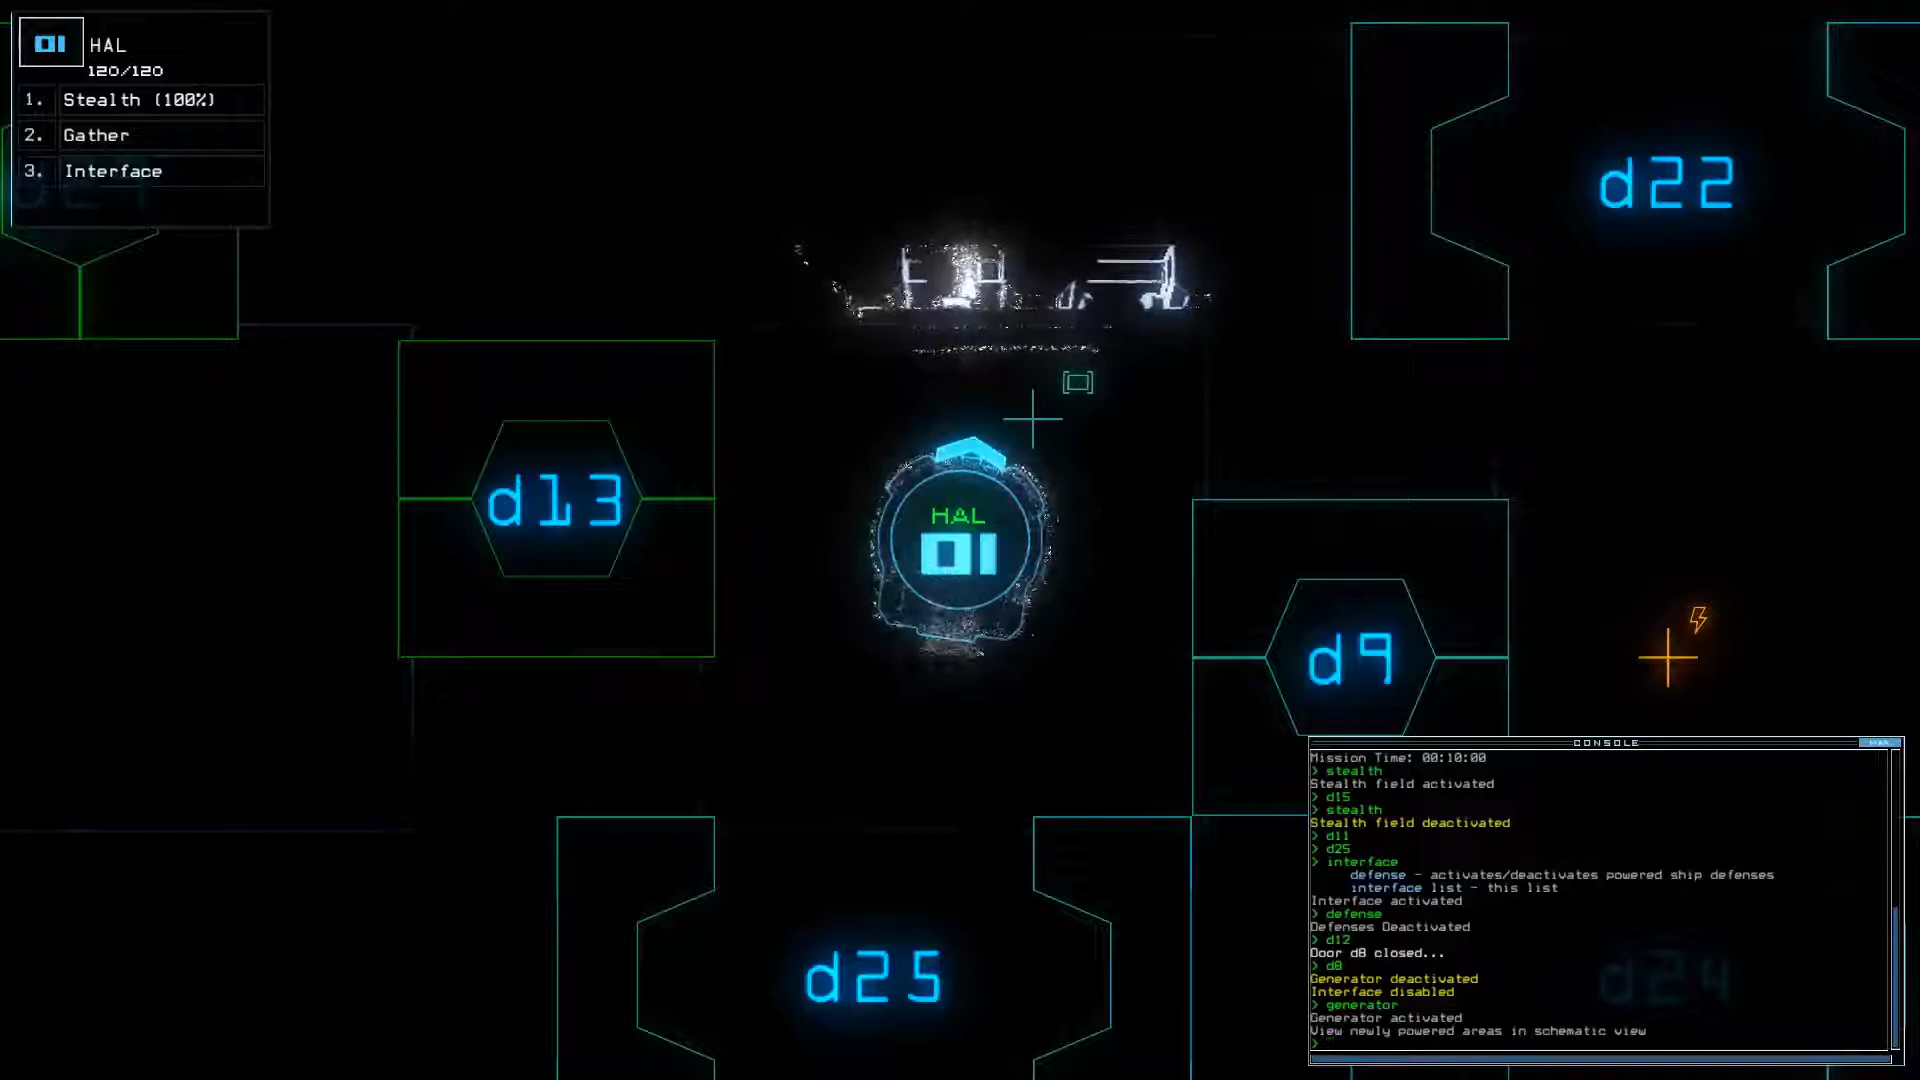 01 HAL
120/120
1. Stealth (100%)
2. Gather
3. Interface
d22
d13
HAL
01
d9
d25
d24
CONSOLE
Mission Time: 00:10:00
> stealth
Stealth field activated
> d15
> stealth
Stealth field deactivated
> d11
> d25
> interface
defense - activates/deactivates powered ship defenses
interface list - this list
Interface activated
> defense
Defenses Deactivated
> d12
Door d8 closed...
> d8
Generator deactivated
Interface disabled
> generator
Generator activated
View newly powered areas in schematic view
>